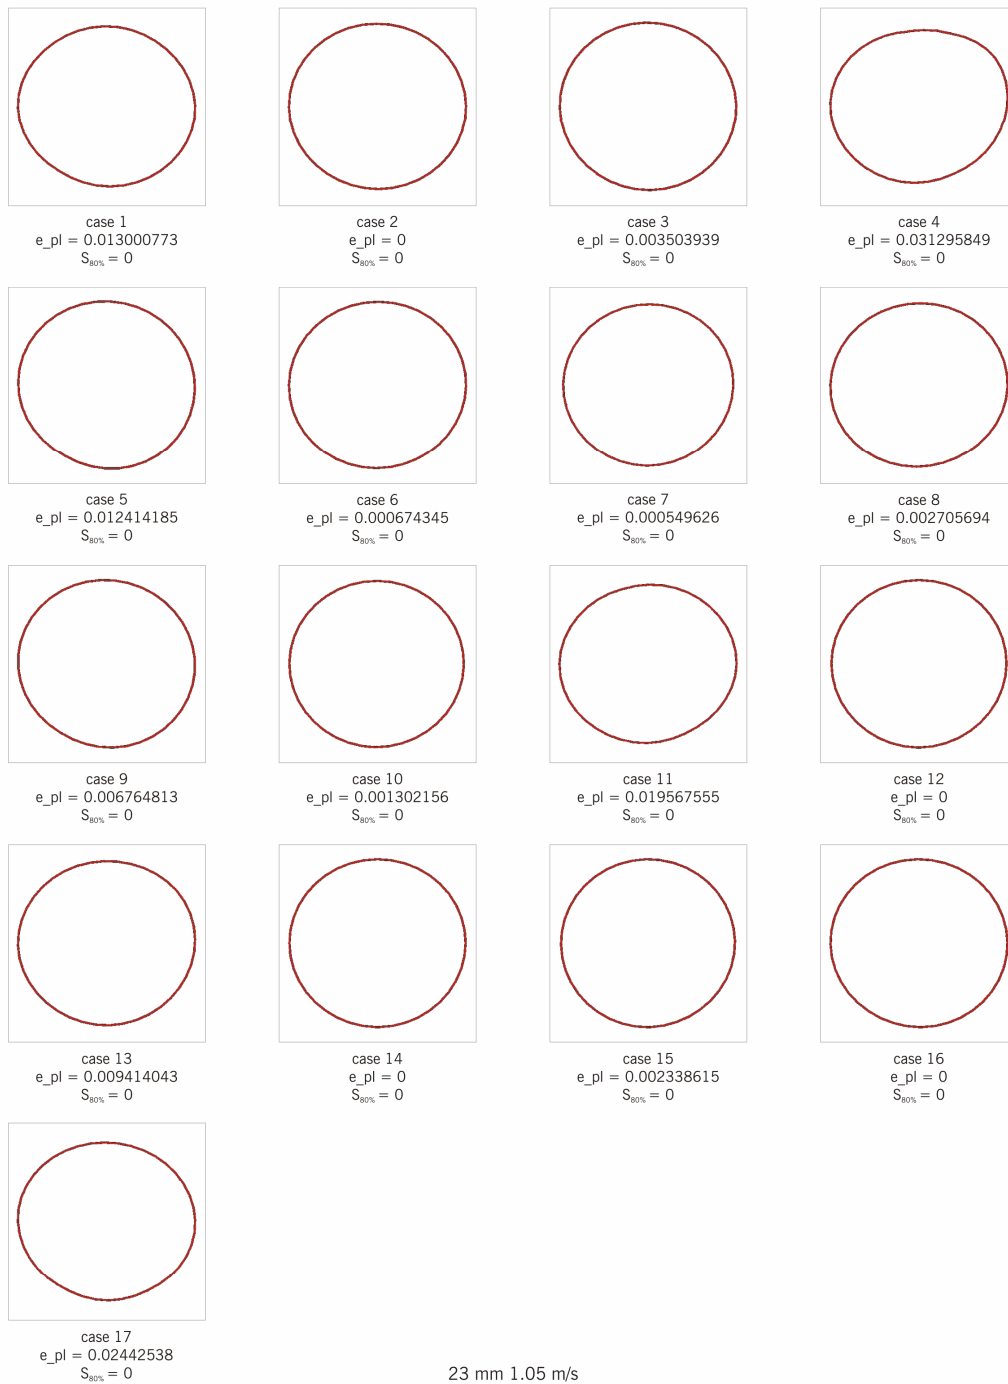 case 1
e_pl = 0.013000773
S80% = 0
case 2
e_pl = 0
S80% = 0
case 3
e_pl = 0.003503939
S80% = 0
case 4
e_pl = 0.031295849
S80% = 0
case 5
e_pl = 0.012414185
S80% = 0
case 6
e_pl = 0.000674345
S80% = 0
case 7
e_pl = 0.000549626
S80% = 0
case 8
e_pl = 0.002705694
S80% = 0
case 9
e_pl = 0.006764813
S80% = 0
case 10
e_pl = 0.001302156
S80% = 0
case 11
e_pl = 0.019567555
S80% = 0
case 12
e_pl = 0
S80% = 0
case 13
e_pl = 0.009414043
S80% = 0
case 14
e_pl = 0
S80% = 0
case 15
e_pl = 0.002338615
S80% = 0
case 16
e_pl = 0
S80% = 0
case 17
e_pl = 0.02442538
S80% = 0
23 mm 1.05 m/s